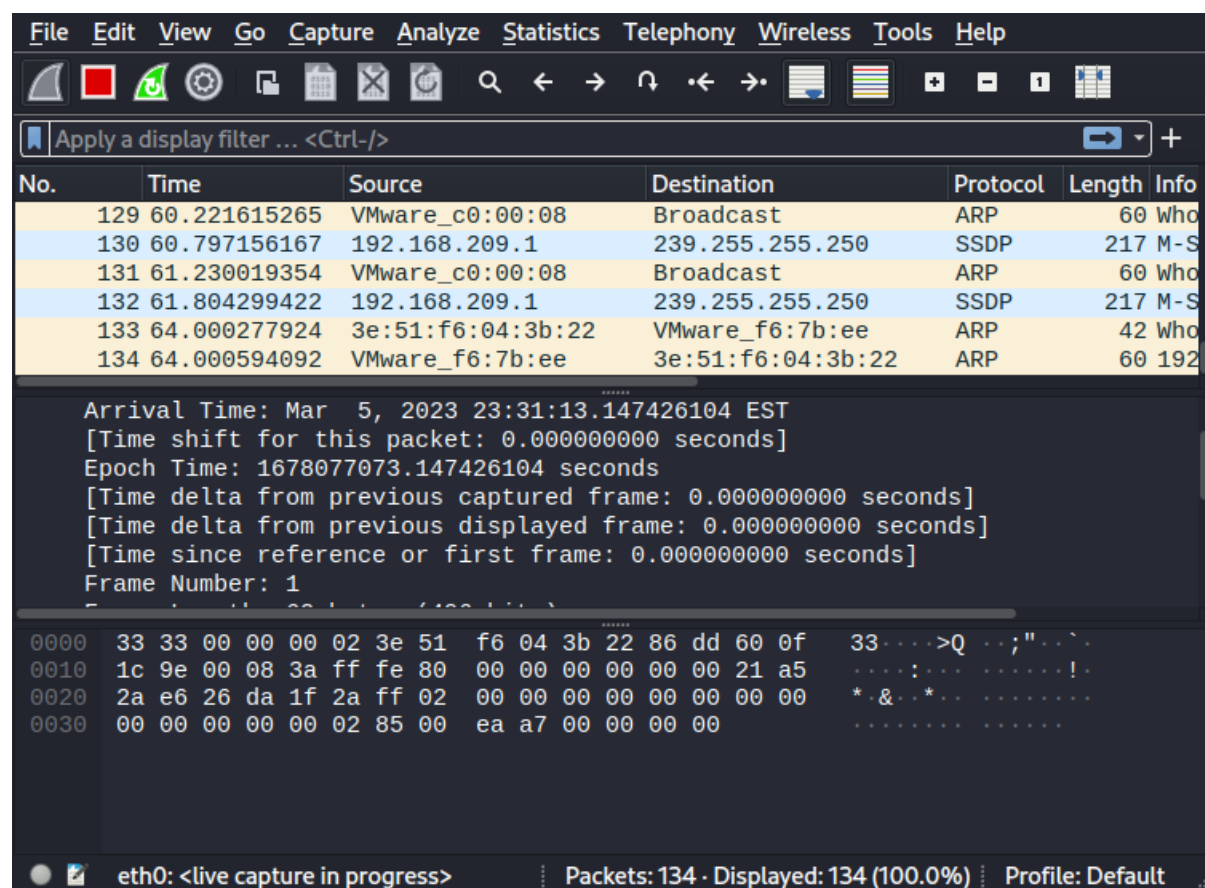 File Edit View Go Capture Analyze Statistics Telephony Wireless Tools Help
Apply a display filter … <Ctrl-/>
No. Time Source Destination Protocol Length Info
129 60.221615265 VMware_c0:00:08 Broadcast ARP 60 Who
130 60.797156167 192.168.209.1 239.255.255.250 SSDP 217 M-S
131 61.230019354 VMware_c0:00:08 Broadcast ARP 60 Who
132 61.804299422 192.168.209.1 239.255.255.250 SSDP 217 M-S
133 64.000277924 3e:51:f6:04:3b:22 VMware_f6:7b:ee ARP 42 Who
134 64.000594092 VMware_f6:7b:ee 3e:51:f6:04:3b:22 ARP 60 192
Arrival Time: Mar  5, 2023 23:31:13.147426104 EST
[Time shift for this packet: 0.000000000 seconds]
Epoch Time: 1678077073.147426104 seconds
[Time delta from previous captured frame: 0.000000000 seconds]
[Time delta from previous displayed frame: 0.000000000 seconds]
[Time since reference or first frame: 0.000000000 seconds]
Frame Number: 1
0000 33 33 00 00 00 02 3e 51 f6 04 3b 22 86 dd 60 0f 33····>Q ··;"··`·
0010 1c 9e 00 08 3a ff fe 80 00 00 00 00 00 00 21 a5 ····:··· ······!·
0020 2a e6 26 da 1f 2a ff 02 00 00 00 00 00 00 00 00 *·&··*·· ········
0030 00 00 00 00 00 02 85 00 ea a7 00 00 00 00 ········ ······
eth0: <live capture in progress> Packets: 134 · Displayed: 134 (100.0%) Profile: Default